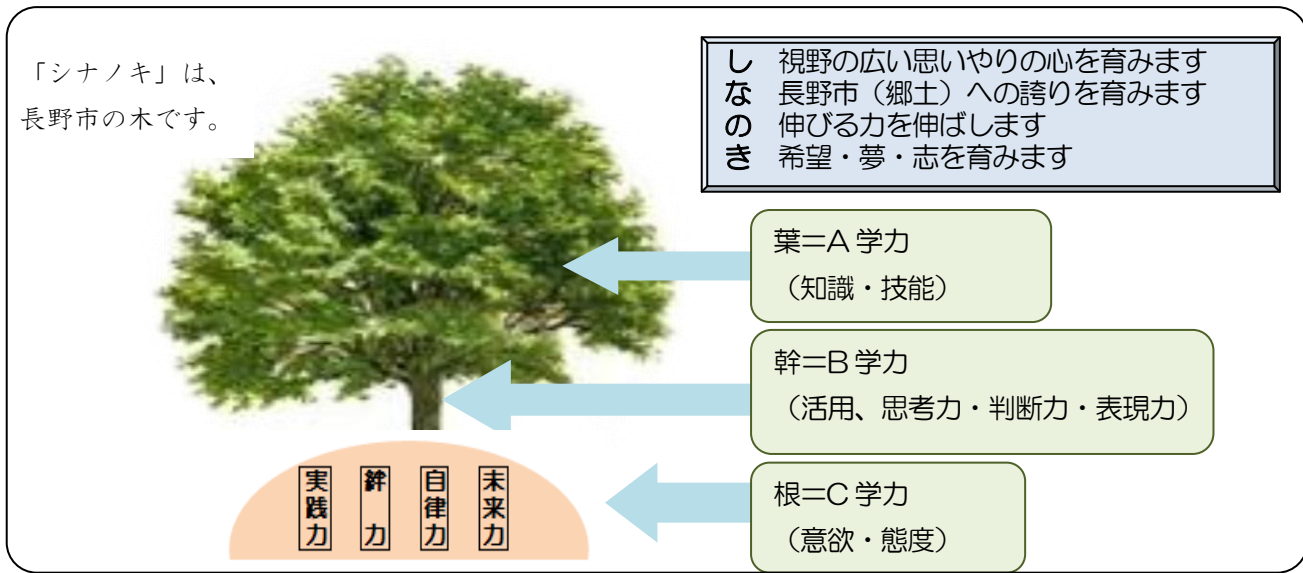 「シナノキ」は、
長野市の木です。
し 視野の広い思いやりの心を育みます
な 長野市（郷土）への誇りを育みます
の 伸びる力を伸ばします
き 希望・夢・志を育みます
葉＝A 学力
（知識・技能）
幹＝B 学力
（活用、思考力・判断力・表現力）
根＝C 学力
（意欲・態度）
実践力
絆力
自律力
未来力